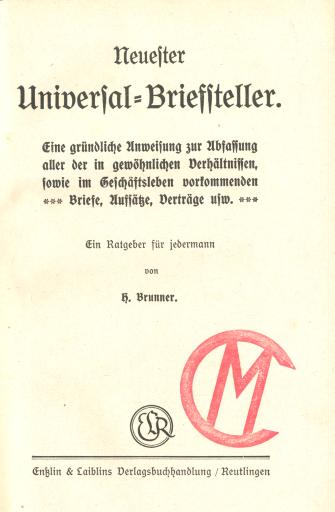 Neuester
Universal-Briefsteller.
Eine gründliche Anweisung zur Abfassung
aller der in gewöhnlichen Verhältnissen,
sowie im Geschäftsleben vorkommenden
*** Briefe, Aufsätze, Verträge usw. ***
Ein Ratgeber für jedermann
von
H. Brunner.
CM
ELR
Enßlin & Laiblins Verlagsbuchhandlung / Reutlingen